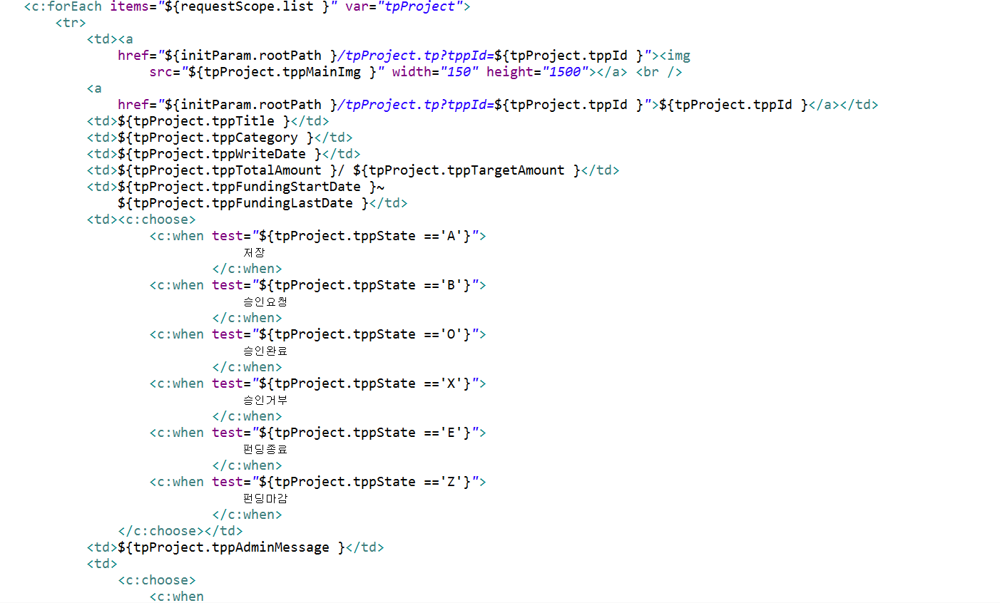 <c:forEach items="${requestScope.list }" var="tpProject">
<tr>
<td><a
href="${initParam.rootPath }/tpProject.tp?tppId=${tpProject.tppId }"><img
src="${tpProject.tppMainImg }" width="150" height="1500"></a> <br />
<a
href="${initParam.rootPath }/tpProject.tp?tppId=${tpProject.tppId }">${tpProject.tppId }</a></td>
<td>${tpProject.tppTitle }</td>
<td>${tpProject.tppCategory }</td>
<td>${tpProject.tppWriteDate }</td>
<td>${tpProject.tppTotalAmount }/ ${tpProject.tppTargetAmount }</td>
<td>${tpProject.tppFundingStartDate }~
${tpProject.tppFundingLastDate }</td>
<td><c:choose>
<c:when test="${tpProject.tppState =='A'}">
저장
</c:when>
<c:when test="${tpProject.tppState =='B'}">
승인요청
</c:when>
<c:when test="${tpProject.tppState =='O'}">
승인완료
</c:when>
<c:when test="${tpProject.tppState =='X'}">
승인거부
</c:when>
<c:when test="${tpProject.tppState =='E'}">
펀딩종료
</c:when>
<c:when test="${tpProject.tppState =='Z'}">
펀딩마감
</c:when>
</c:choose></td>
<td>${tpProject.tppAdminMessage }</td>
<td>
<c:choose>
<c:when